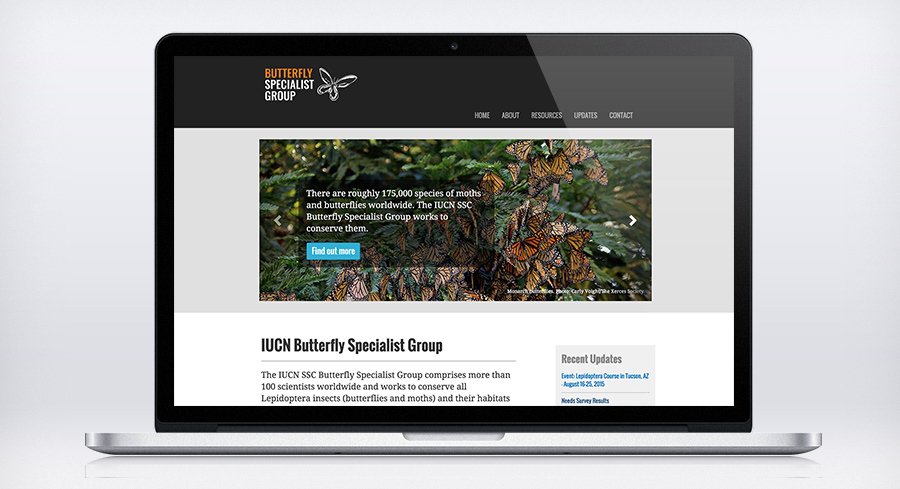 BUTTERFLY
SPECIALIST
GROUP
HOME ABOUT RESOURCES UPDATES CONTACT
There are roughly 175,000 species of moths
and butterflies worldwide. The IUCN SSC
Butterfly Specialist Group works to
conserve them.
Find out more
Monarch butterflies. Photo: Carly Voight/The Xerces Society.
IUCN Butterfly Specialist Group
The IUCN SSC Butterfly Specialist Group comprises more than
100 scientists worldwide and works to conserve all
Lepidoptera insects (butterflies and moths) and their habitats
Recent Updates
Event: Lepidoptera Course in Tucson, AZ
- August 16-25, 2015
Needs Survey Results